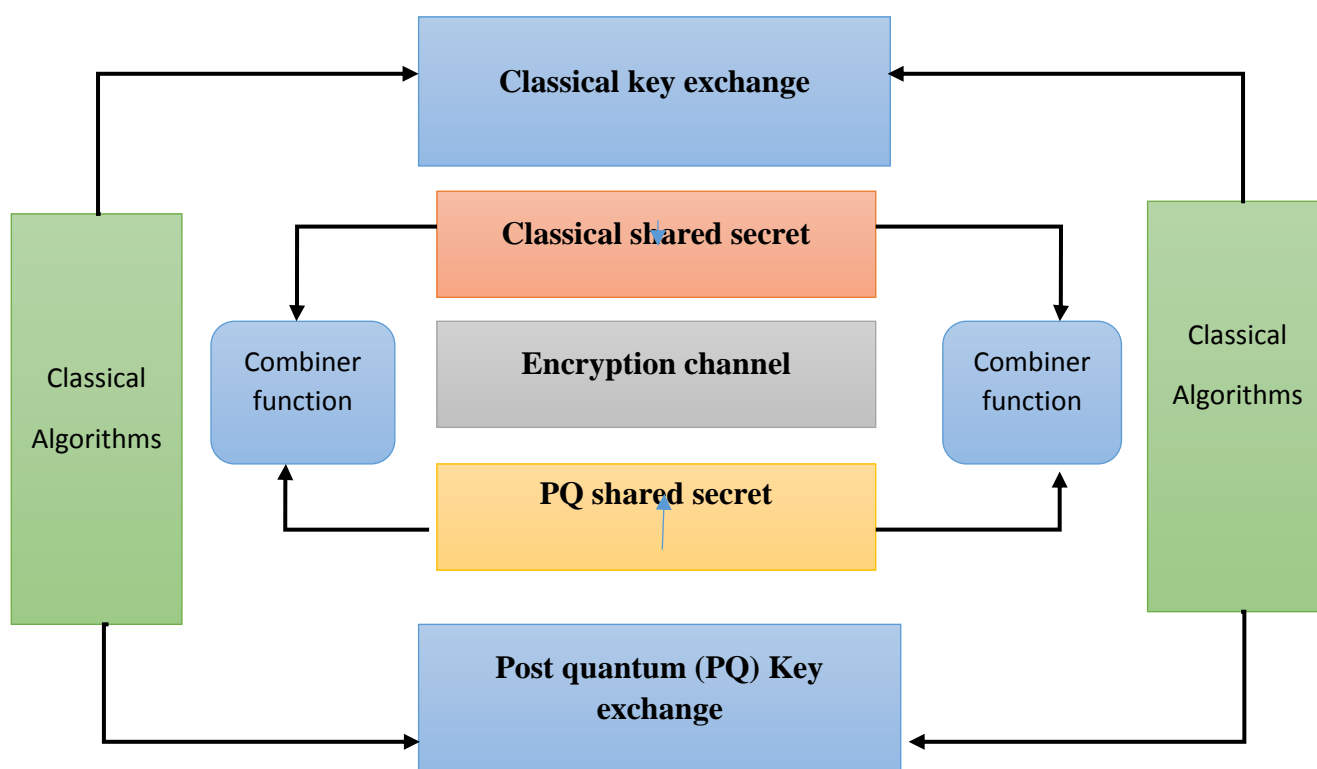 Classical key exchange
Classical shared secret
Classical
Algorithms
Combiner
function
Encryption channel
Combiner
function
Classical
Algorithms
PQ shared secret
Post quantum (PQ) Key
exchange